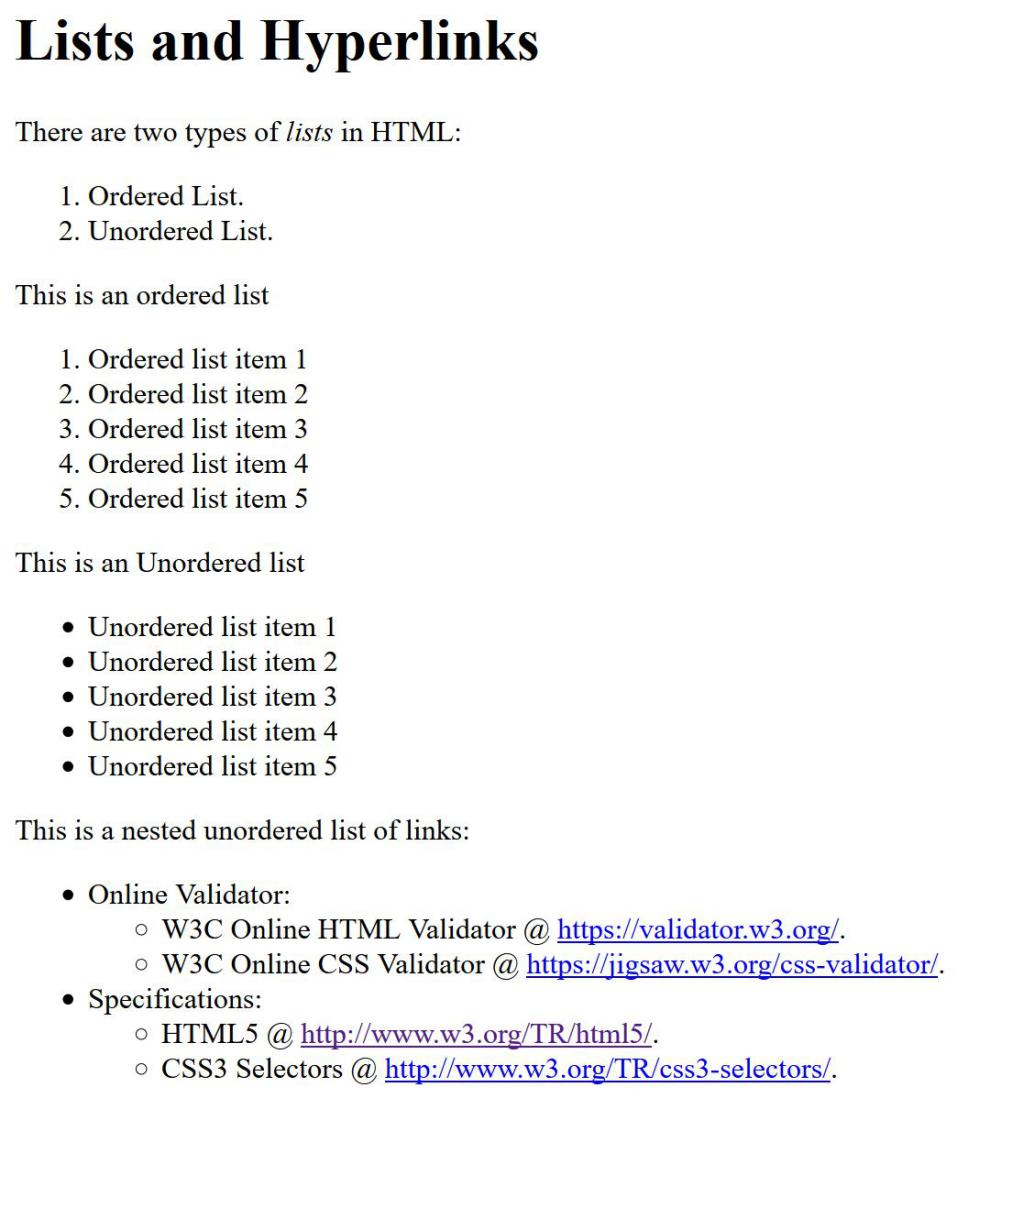 Lists and Hyperlinks
There are two types of lists in HTML:
1. Ordered List.
2. Unordered List.
This is an ordered list
1. Ordered list item 1
2. Ordered list item 2
3. Ordered list item 3
4. Ordered list item 4
5. Ordered list item 5
This is an Unordered list
• Unordered list item 1
• Unordered list item 2
• Unordered list item 3
• Unordered list item 4
• Unordered list item 5
This is a nested unordered list of links:
• Online Validator:
○ W3C Online HTML Validator @ https://validator.w3.org/.
○ W3C Online CSS Validator @ https://jigsaw.w3.org/css-validator/.
• Specifications:
○ HTML5 @ http://www.w3.org/TR/html5/.
○ CSS3 Selectors @ http://www.w3.org/TR/css3-selectors/.